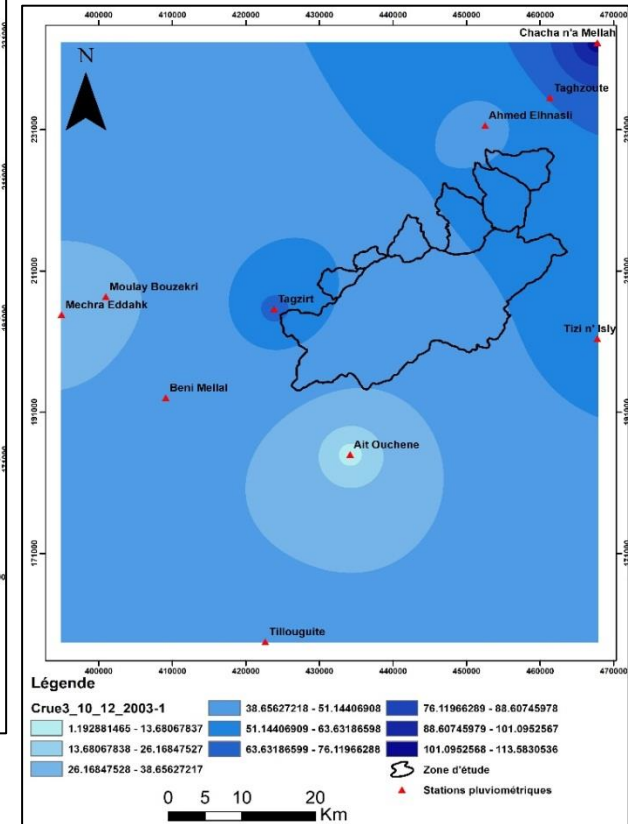 400000 410000 420000 430000 440000 450000 460000 470000
Chacha n'a Mellah
N
Taghzoute
Ahmed Elhnasli
231000
231000
211000
211000
Moulay Bouzekri
Mechra Eddahk
Tagzirt
Tizi n' Isly
Beni Mellal
191000
191000
Ait Ouchene
171000
171000
Tillouguite
400000 410000 420000 430000 440000 450000 460000 470000
Légende
Crue3_10_12_2003-1
1.192881465 - 13.68067837
13.68067838 - 26.16847527
26.16847528 - 38.65627217
38.65627218 - 51.14406908
51.14406909 - 63.63186598
63.63186599 - 76.11966288
76.11966289 - 88.60745978
88.60745979 - 101.0952567
101.0952568 - 113.5830536
Zone d'étude
Stations pluviométriques
0 5 10 20
Km